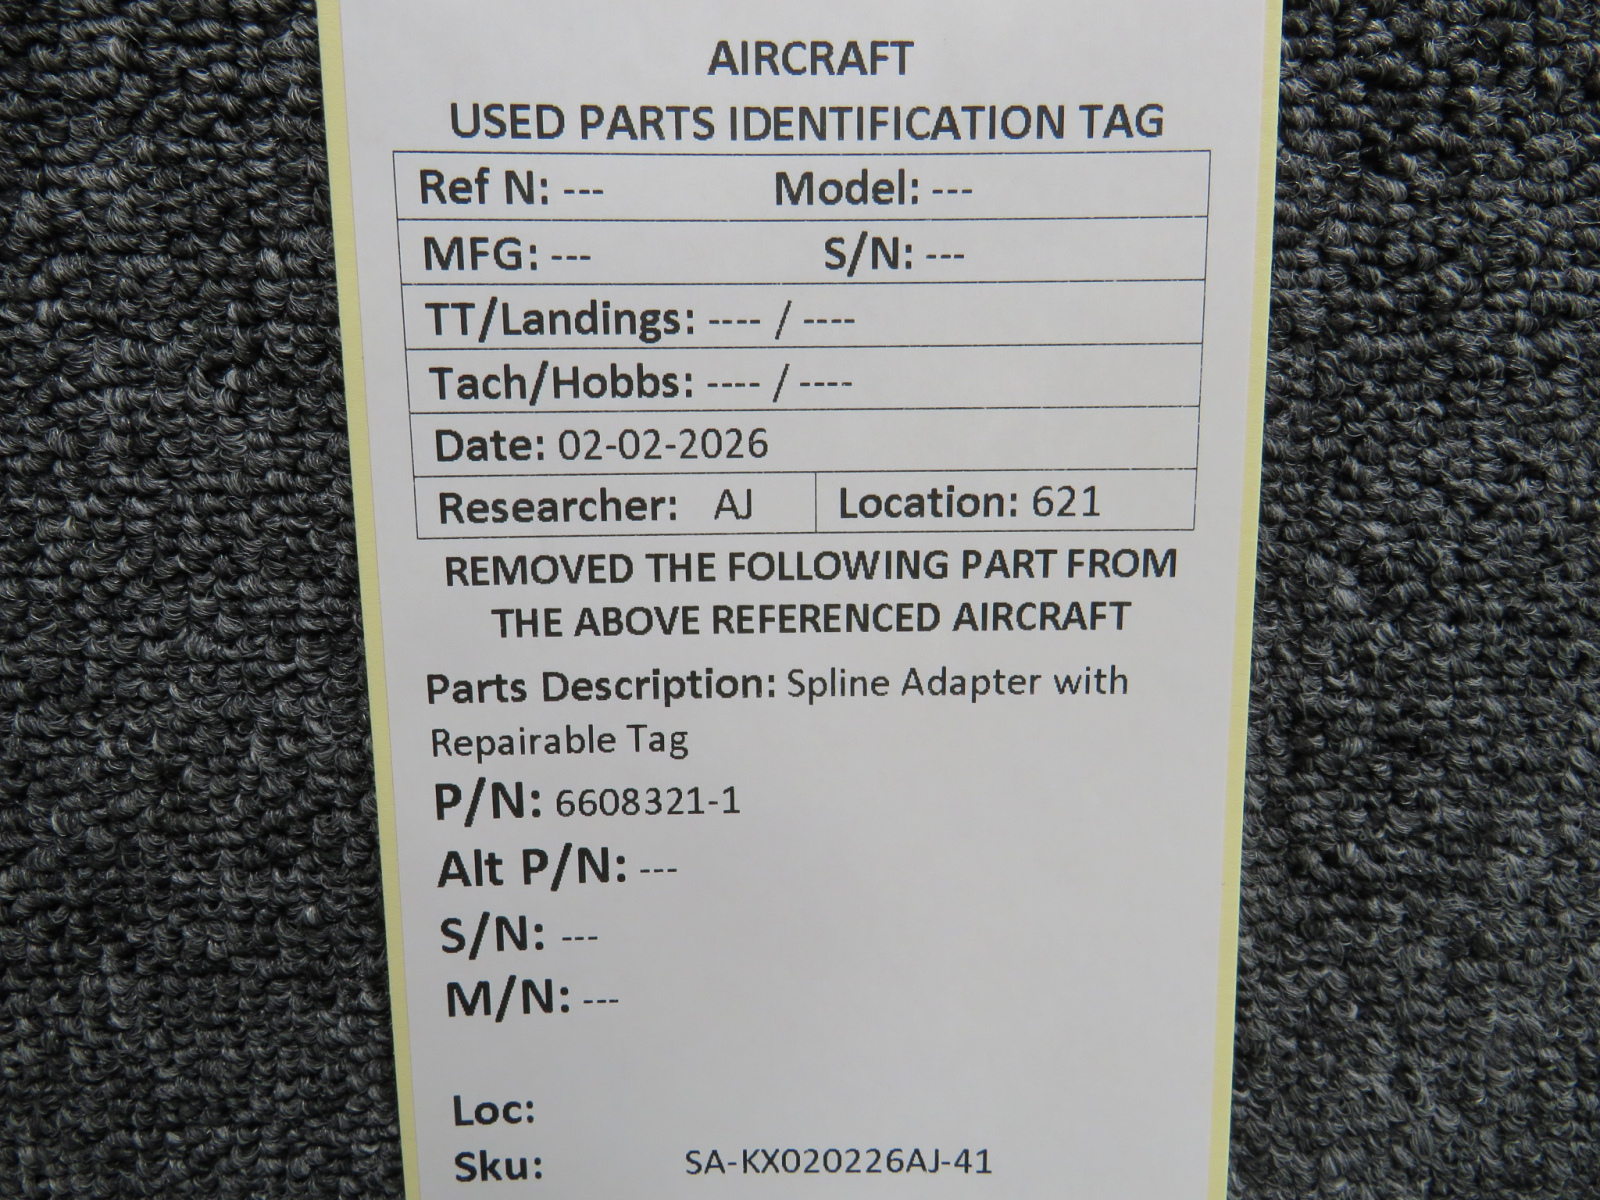 AIRCRAFT
USED PARTS IDENTIFICATION TAG
Ref N: --- Model: ---
MFG: --- S/N: ---
TT/Landings: ---- / ----
Tach/Hobbs: ---- / ----
Date: 02-02-2026
Researcher: AJ Location: 621
REMOVED THE FOLLOWING PART FROM
THE ABOVE REFERENCED AIRCRAFT
Parts Description: Spline Adapter with
Repairable Tag
P/N: 6608321-1
Alt P/N: ---
S/N: ---
M/N: ---
Loc:
Sku: SA-KX020226AJ-41